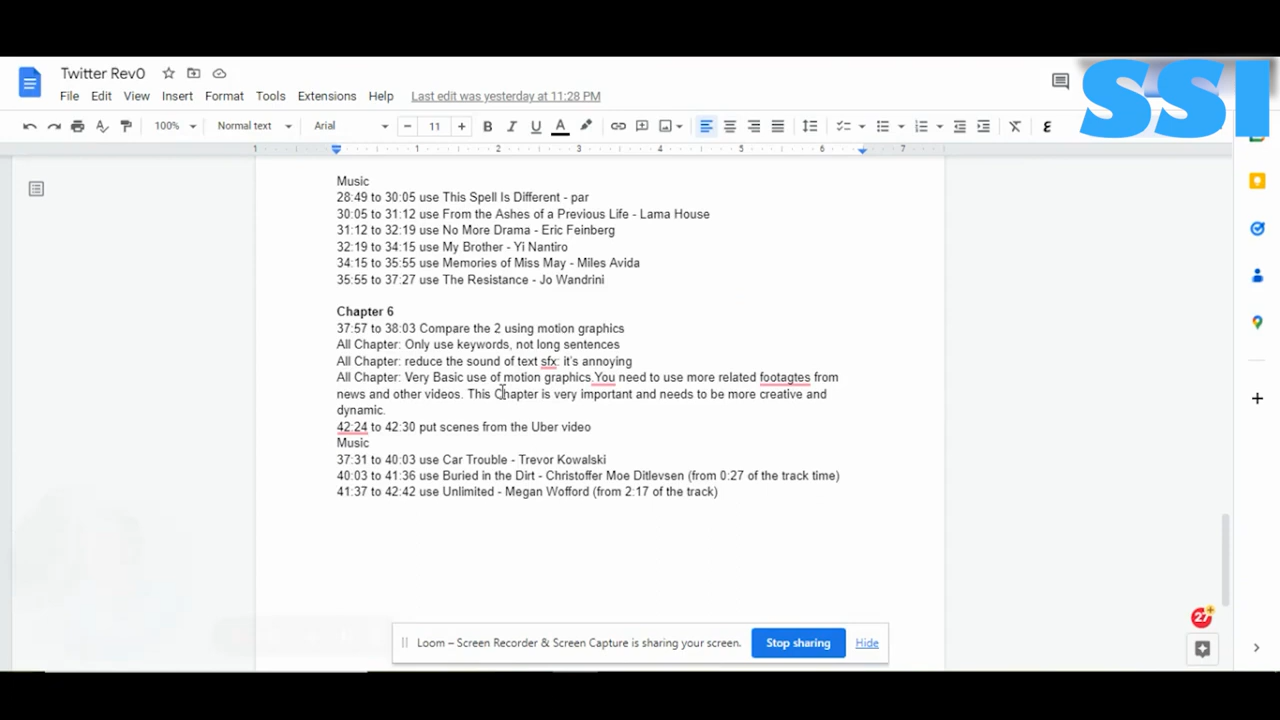 Twitter Rev0
SSI
File Edit View Insert Format Tools Extensions Help Last edit was yesterday at 11:28 PM
100% Normal text Arial 11 B I U A
1 1 2 3 4 5 6 7
Music
28:49 to 30:05 use This Spell Is Different - par
30:05 to 31:12 use From the Ashes of a Previous Life - Lama House
31:12 to 32:19 use No More Drama - Eric Feinberg
32:19 to 34:15 use My Brother - Yi Nantiro
34:15 to 35:55 use Memories of Miss May - Miles Avida
35:55 to 37:27 use The Resistance - Jo Wandrini
Chapter 6
37:57 to 38:03 Compare the 2 using motion graphics
All Chapter: Only use keywords, not long sentences
All Chapter: reduce the sound of text sfx: it's annoying
All Chapter: Very Basic use of motion graphics.You need to use more related footagtes from
news and other videos. This Chapter is very important and needs to be more creative and
dynamic.
42:24 to 42:30 put scenes from the Uber video
Music
37:31 to 40:03 use Car Trouble - Trevor Kowalski
40:03 to 41:36 use Buried in the Dirt - Christoffer Moe Ditlevsen (from 0:27 of the track time)
41:37 to 42:42 use Unlimited - Megan Wofford (from 2:17 of the track)
27
Loom – Screen Recorder & Screen Capture is sharing your screen. Stop sharing Hide